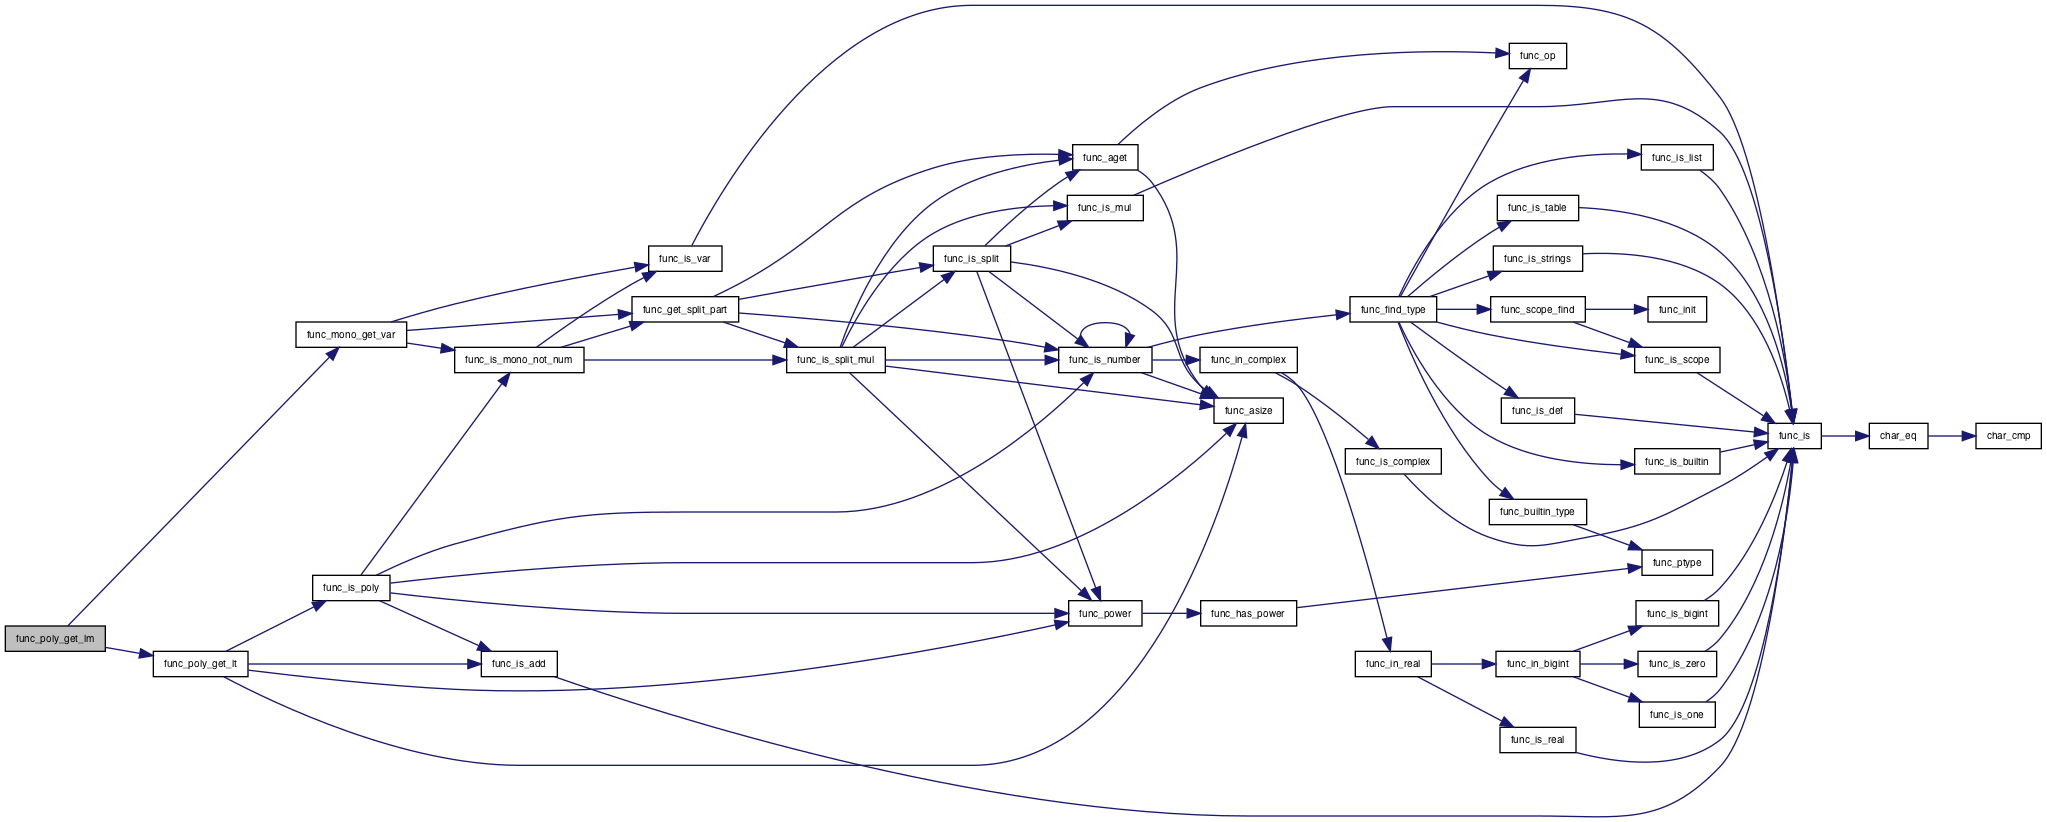 func_poly_get_lm
func_mono_get_var
func_poly_get_lt
func_is_poly
func_is_mono_not_num
func_is_add
func_is_var
func_get_split_part
func_is_split_mul
func_is_split
func_aget
func_is_mul
func_is_number
func_power
func_in_complex
func_asize
func_has_power
func_find_type
func_is_complex
func_in_real
func_op
func_is_table
func_is_strings
func_scope_find
func_is_def
func_builtin_type
func_in_bigint
func_is_real
func_is_list
func_init
func_is_scope
func_is_builtin
func_ptype
func_is_bigint
func_is_zero
func_is_one
func_is
char_eq
char_cmp